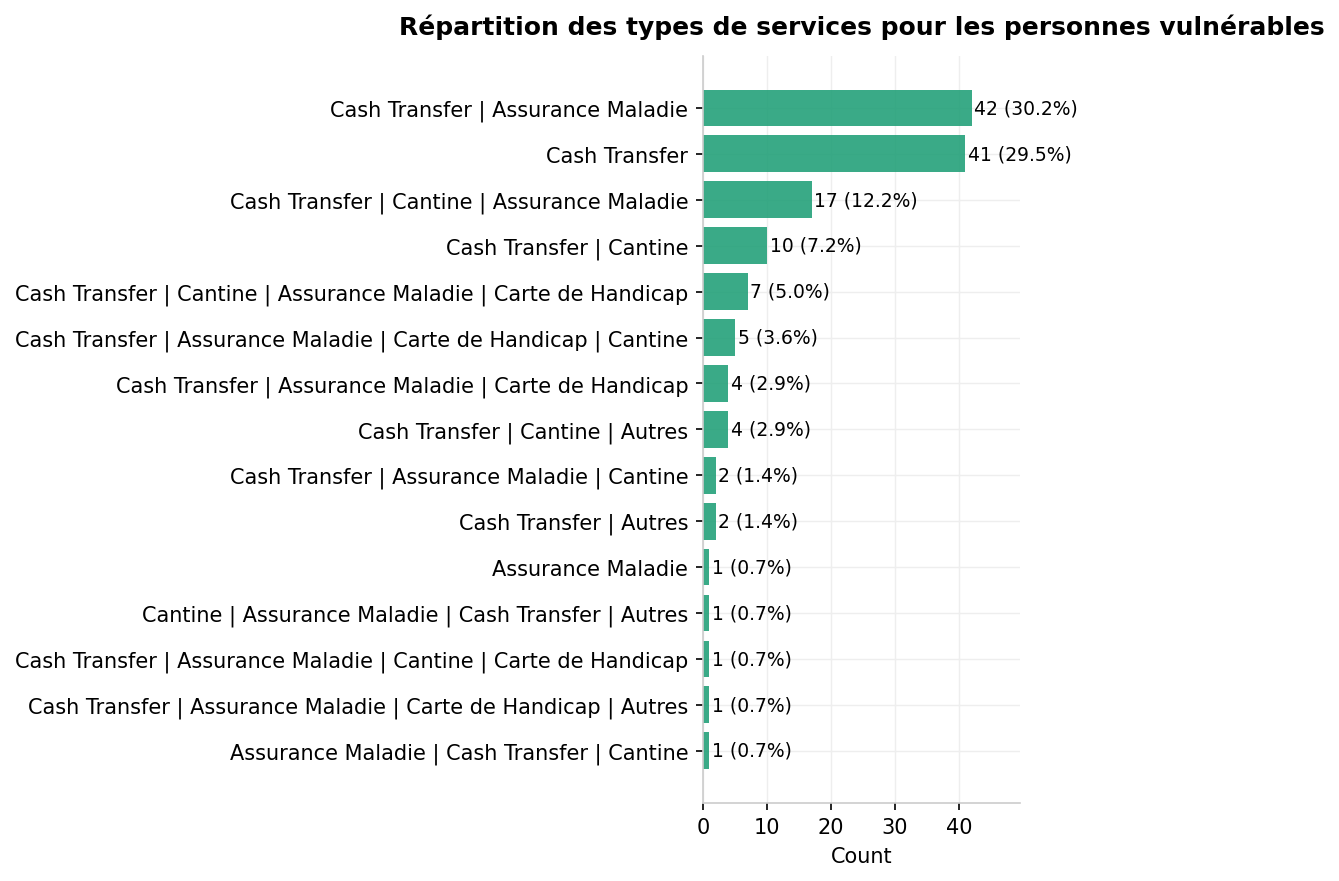 Répartition des types de services pour les personnes vulnérables
Cash Transfer | Assurance Maladie 42 (30.2%)
Cash Transfer 41 (29.5%)
Cash Transfer | Cantine | Assurance Maladie 17 (12.2%)
Cash Transfer | Cantine 10 (7.2%)
Cash Transfer | Cantine | Assurance Maladie | Carte de Handicap 7 (5.0%)
Cash Transfer | Assurance Maladie | Carte de Handicap | Cantine 5 (3.6%)
Cash Transfer | Assurance Maladie | Carte de Handicap 4 (2.9%)
Cash Transfer | Cantine | Autres 4 (2.9%)
Cash Transfer | Assurance Maladie | Cantine 2 (1.4%)
Cash Transfer | Autres 2 (1.4%)
Assurance Maladie 1 (0.7%)
Cantine | Assurance Maladie | Cash Transfer | Autres 1 (0.7%)
Cash Transfer | Assurance Maladie | Cantine | Carte de Handicap 1 (0.7%)
Cash Transfer | Assurance Maladie | Carte de Handicap | Autres 1 (0.7%)
Assurance Maladie | Cash Transfer | Cantine 1 (0.7%)
0 10 20 30 40
Count